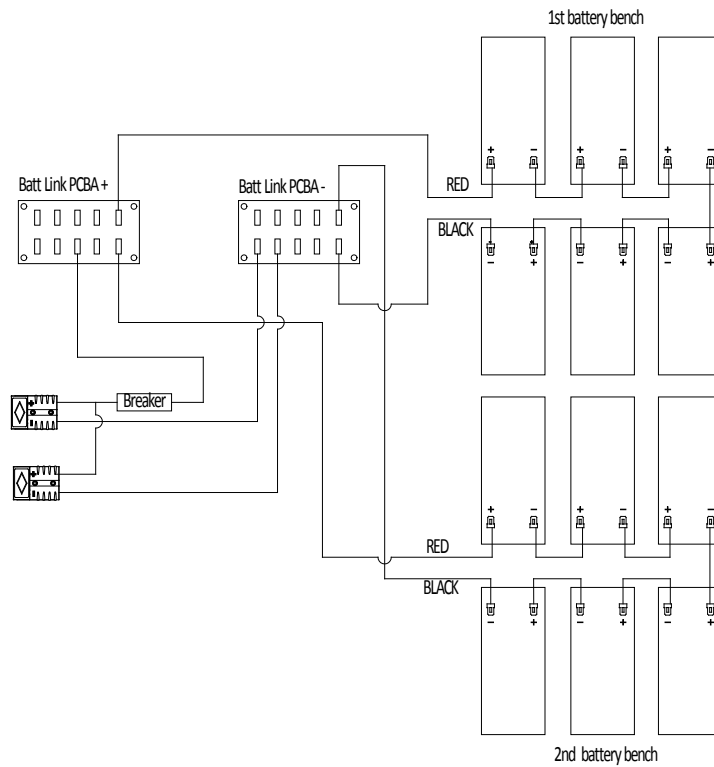 1st battery bench
+ - + - + -
RED
Batt Link PCBA +
Batt Link PCBA -
BLACK
- + - + - +
Breaker
+
-
+
-
+ - + - + -
RED
BLACK
- + - + - +
2nd battery bench